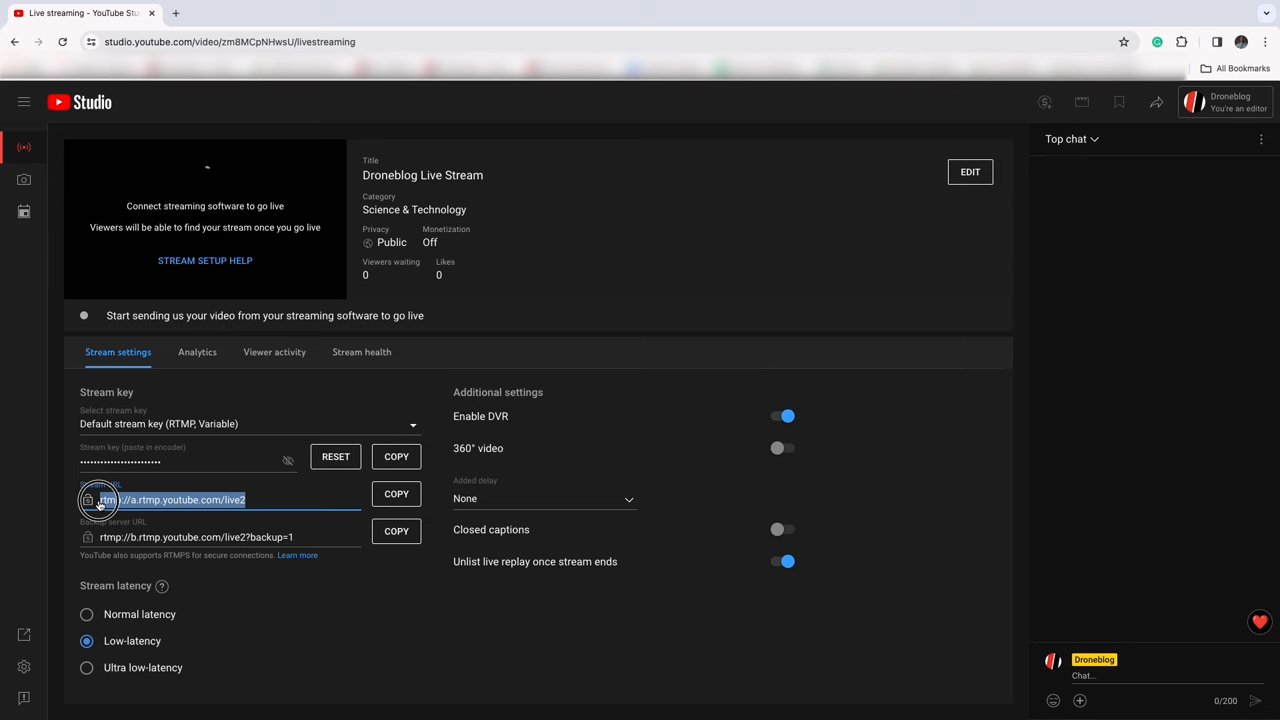 Live streaming - YouTube Stu
studio.youtube.com/video/zm8MCpNHwsU/livestreaming
All Bookmarks
Studio
Droneblog
You're an editor
Connect streaming software to go live
Viewers will be able to find your stream once you go live
STREAM SETUP HELP
Title
Droneblog Live Stream
EDIT
Category
Science & Technology
Privacy
Monetization
Public
Off
Viewers waiting
Likes
0
0
Top chat
Start sending us your video from your streaming software to go live
Stream settings
Analytics
Viewer activity
Stream health
Stream key
Select stream key
Default stream key (RTMP, Variable)
Stream key (paste in encoder)
••••••••••••••••••••••••
RESET
COPY
Stream URL
rtmp://a.rtmp.youtube.com/live2
COPY
Backup server URL
rtmp://b.rtmp.youtube.com/live2?backup=1
COPY
YouTube also supports RTMPS for secure connections. Learn more
Stream latency
Normal latency
Low-latency
Ultra low-latency
Additional settings
Enable DVR
360° video
Added delay
None
Closed captions
Unlist live replay once stream ends
Droneblog
Chat...
0/200